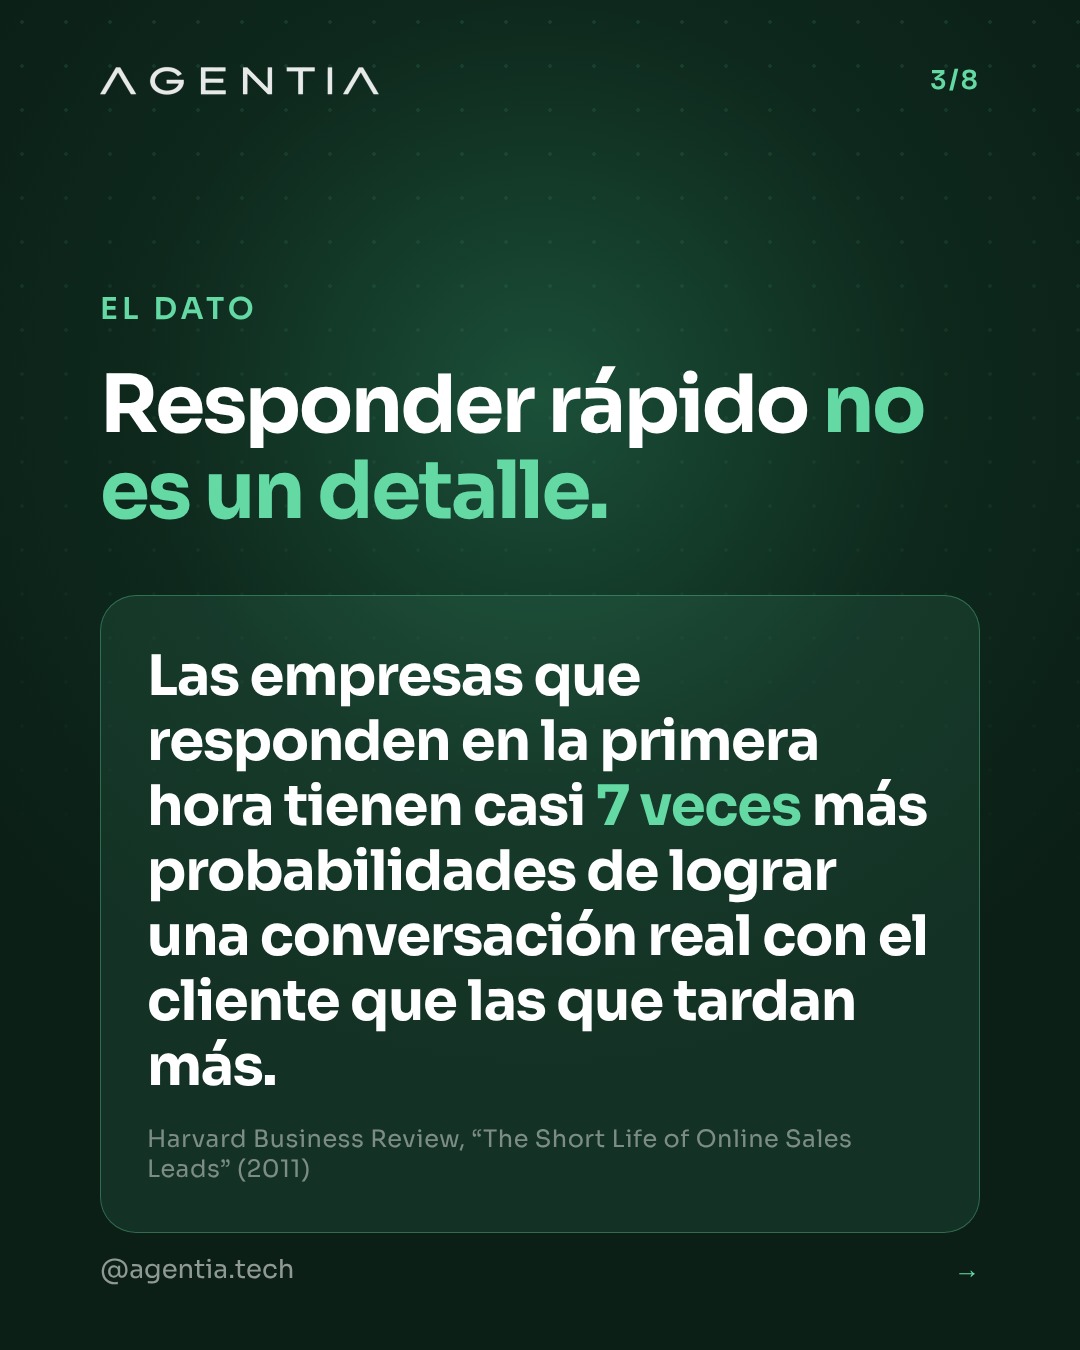 AGENTIA
3/8
EL DATO
Responder rápido no
es un detalle.
Las empresas que
responden en la primera
hora tienen casi 7 veces más
probabilidades de lograr
una conversación real con el
cliente que las que tardan
más.
Harvard Business Review, “The Short Life of Online Sales
Leads” (2011)
@agentia.tech
→